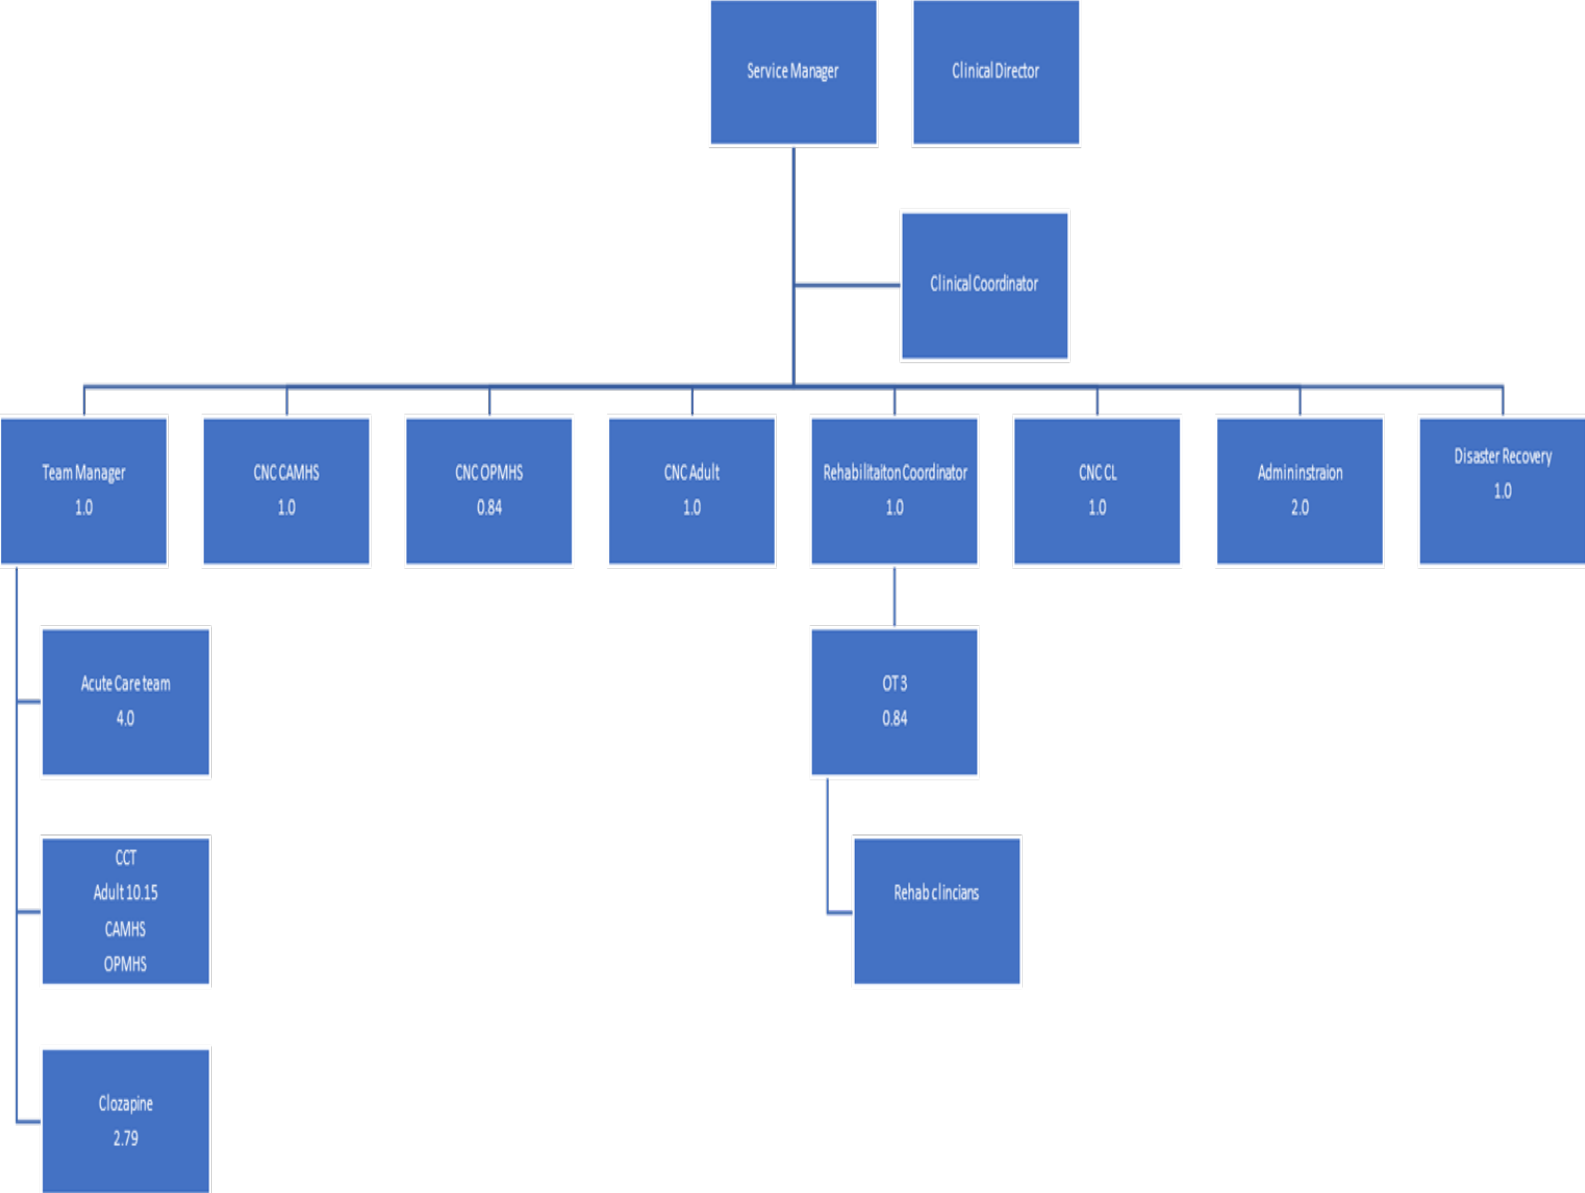 Service Manager
Clinical Director
Clinical Coordinator
Team Manager
1.0
CNC CAMHS
1.0
CNC OPMHS
0.84
CNC Adult
1.0
Rehabilitaiton Coordinator
1.0
CNC CL
1.0
Admininstraion
2.0
Disaster Recovery
1.0
Acute Care team
4.0
OT 3
0.84
CCT
Adult 10.15
CAMHS
OPMHS
Rehab clincians
Clozapine
2.79